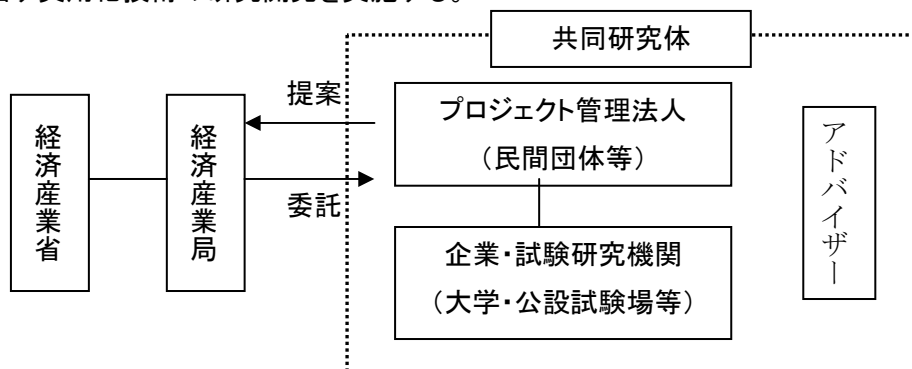 共同研究体
提案
プロジェクト管理法人
(民間団体等)
経済産業省
経済産業局
委託
企業・試験研究機関
(大学・公設試験場等)
アドバイザー